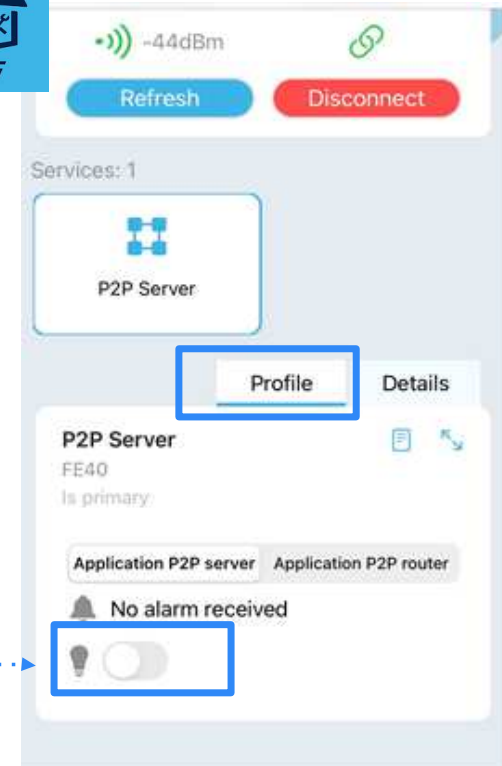 -44dBm
Refresh
Disconnect
Services: 1
P2P Server
Profile
Details
P2P Server
FE40
Is primary
Application P2P server
Application P2P router
No alarm received